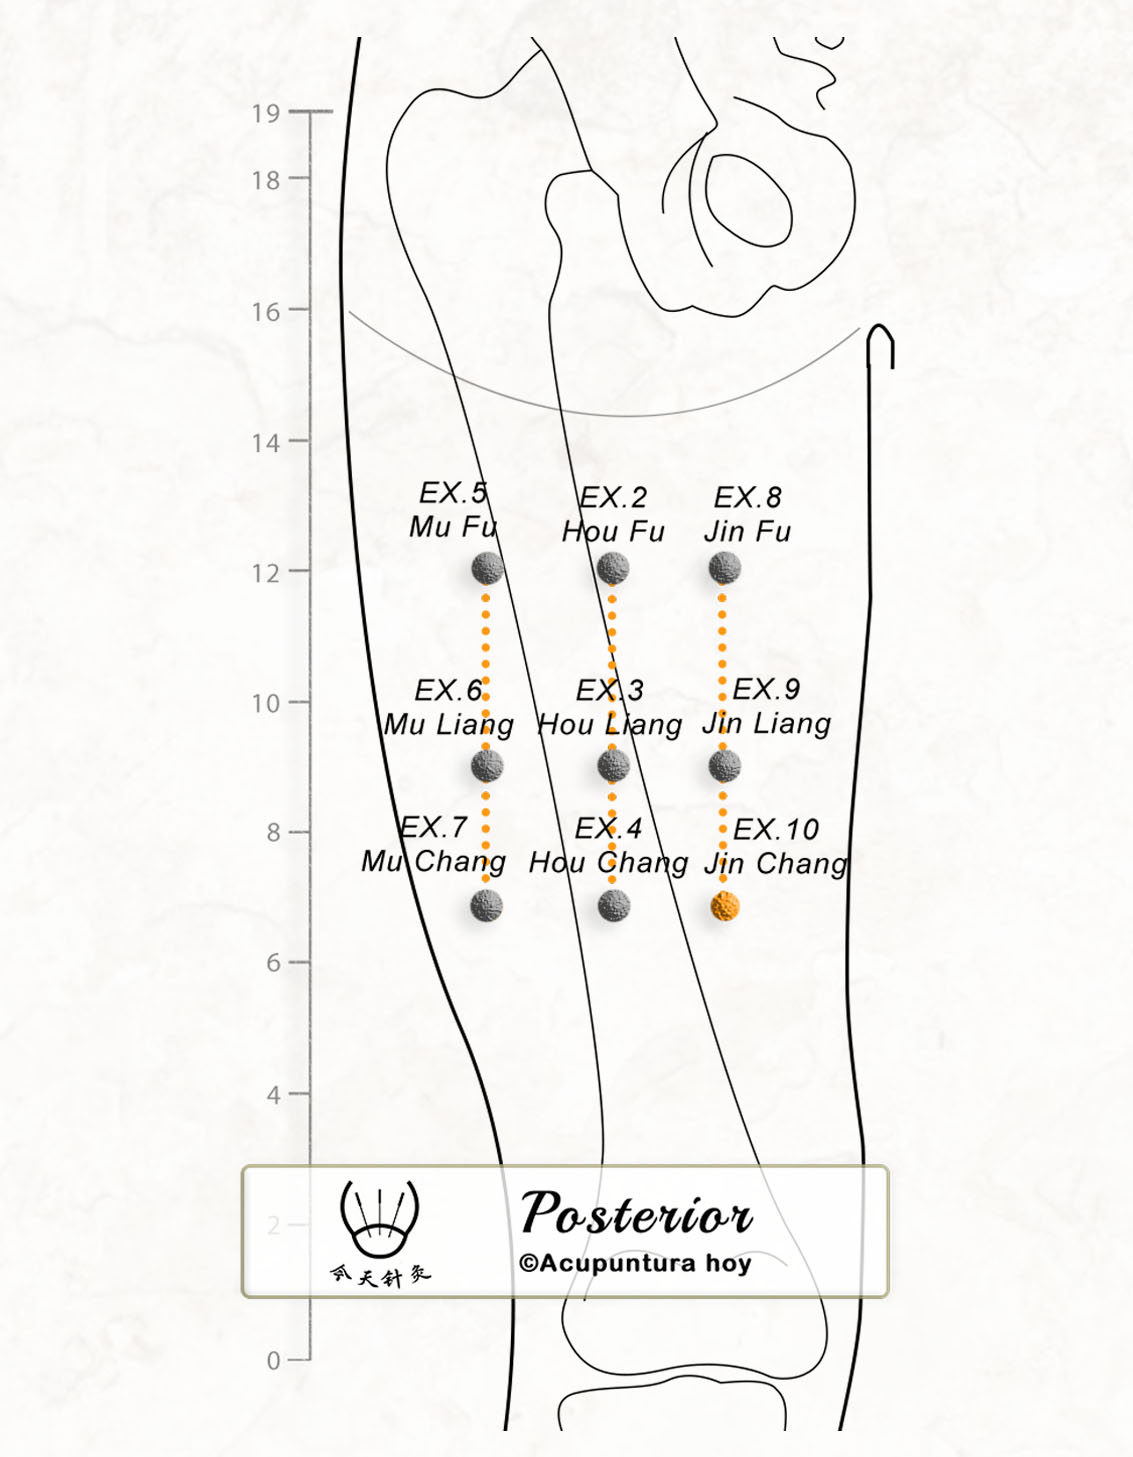 19
18
16
14
EX.5
Mu Fu
EX.2
Hou Fu
EX.8
Jin Fu
12
EX.6
Mu Liang
EX.3
Hou Liang
EX.9
Jin Liang
10
EX.7
Mu Chang
EX.4
Hou Chang
EX.10
Jin Chang
8
6
4
2
Posterior
©Acupuntura hoy
天针灸
0